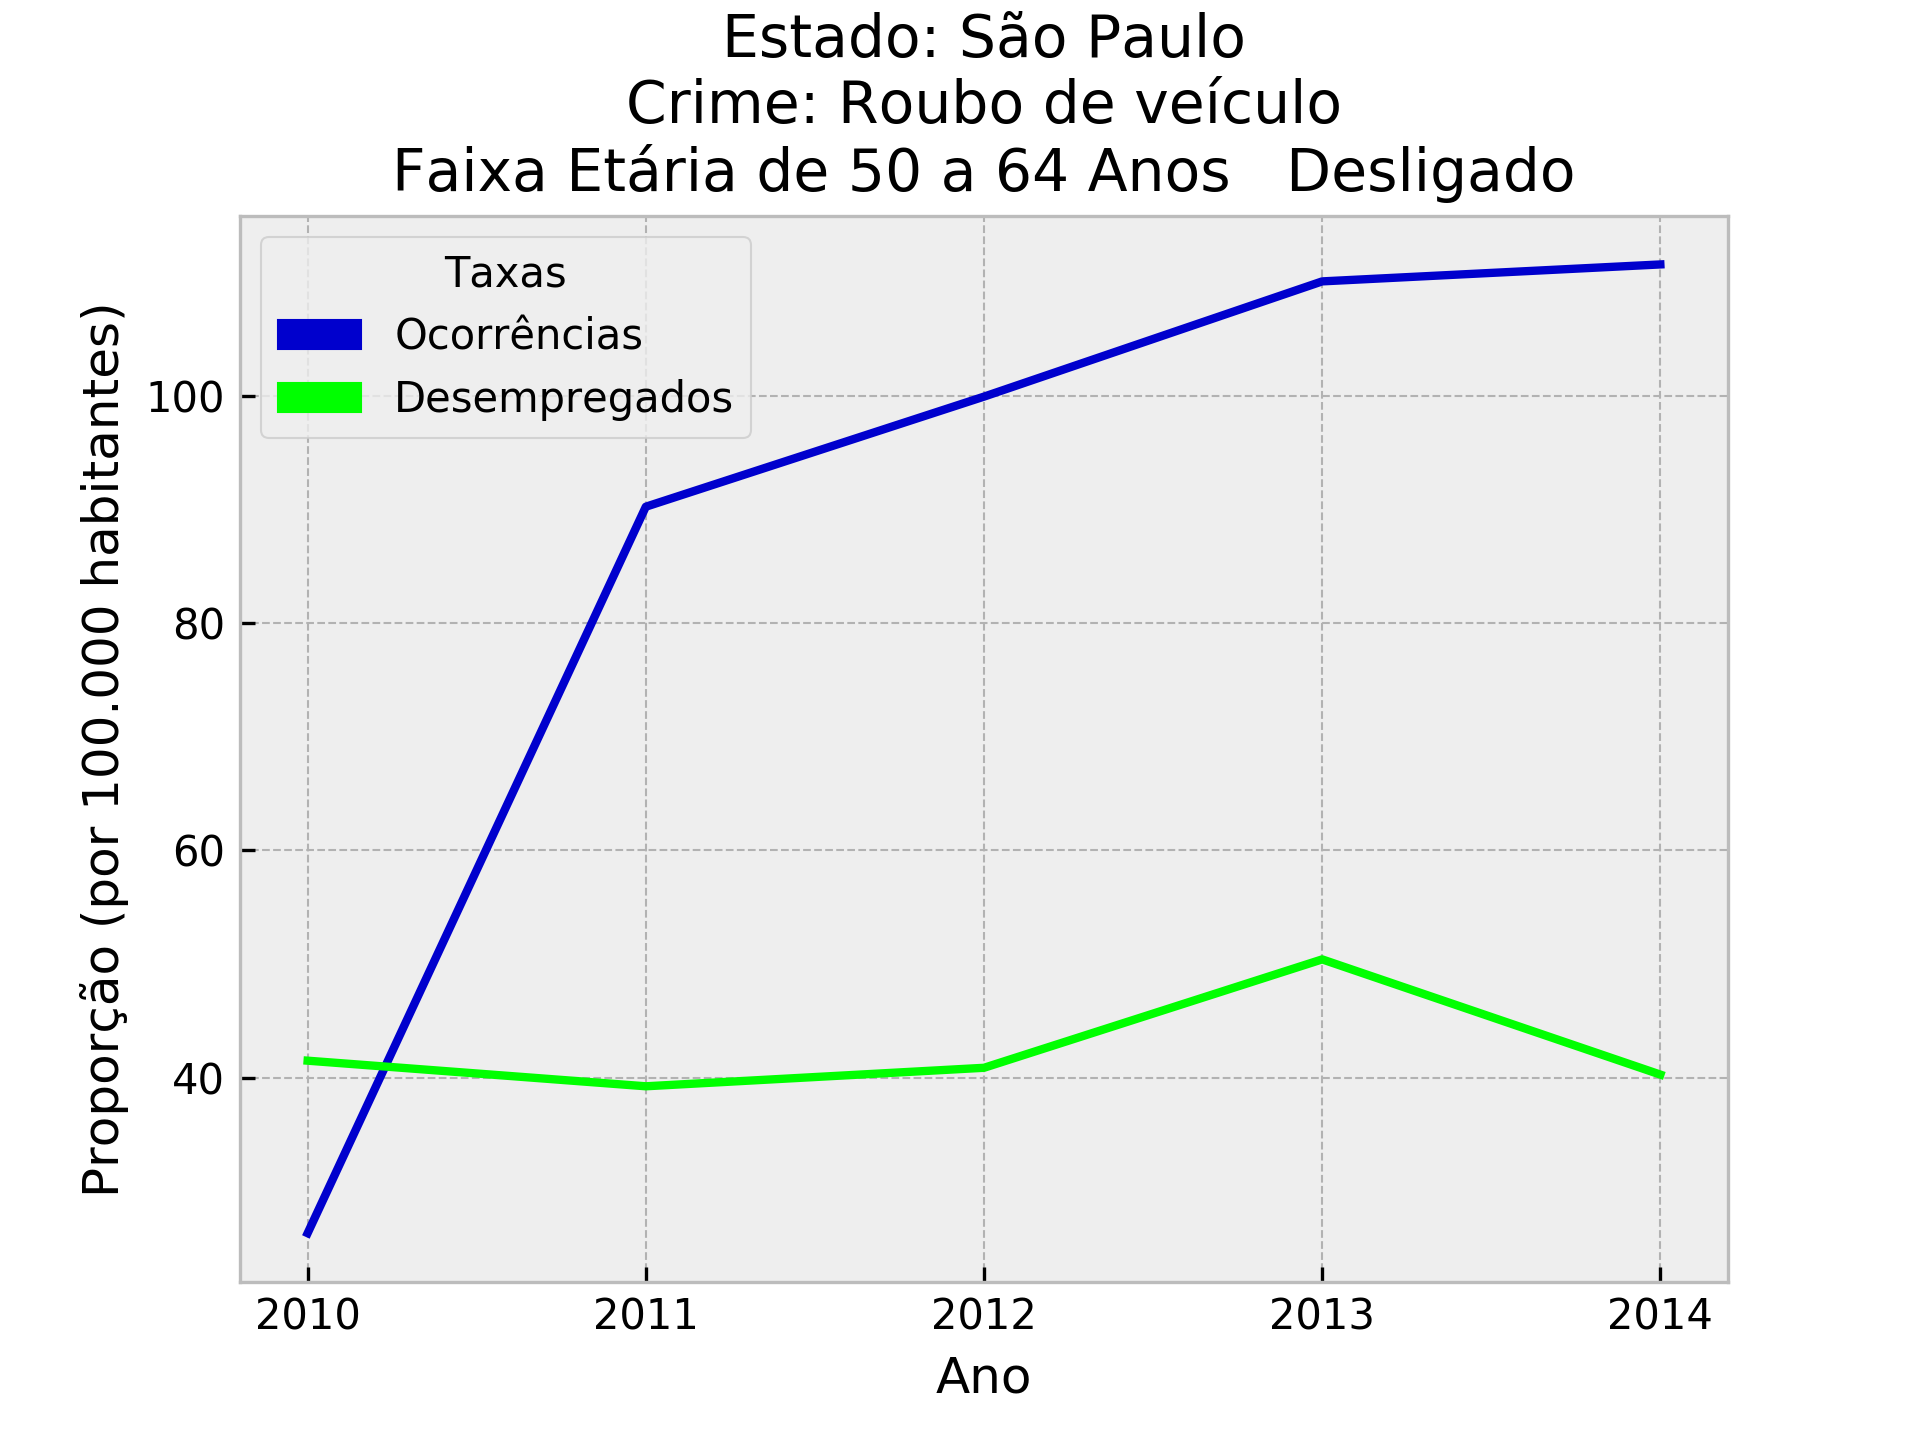 Estado: São Paulo
Crime: Roubo de veículo
Faixa Etária de 50 a 64 Anos   Desligado
Taxas
Ocorrências
Desempregados
Proporção (por 100.000 habitantes)
100
80
60
40
2010
2011
2012
2013
2014
Ano